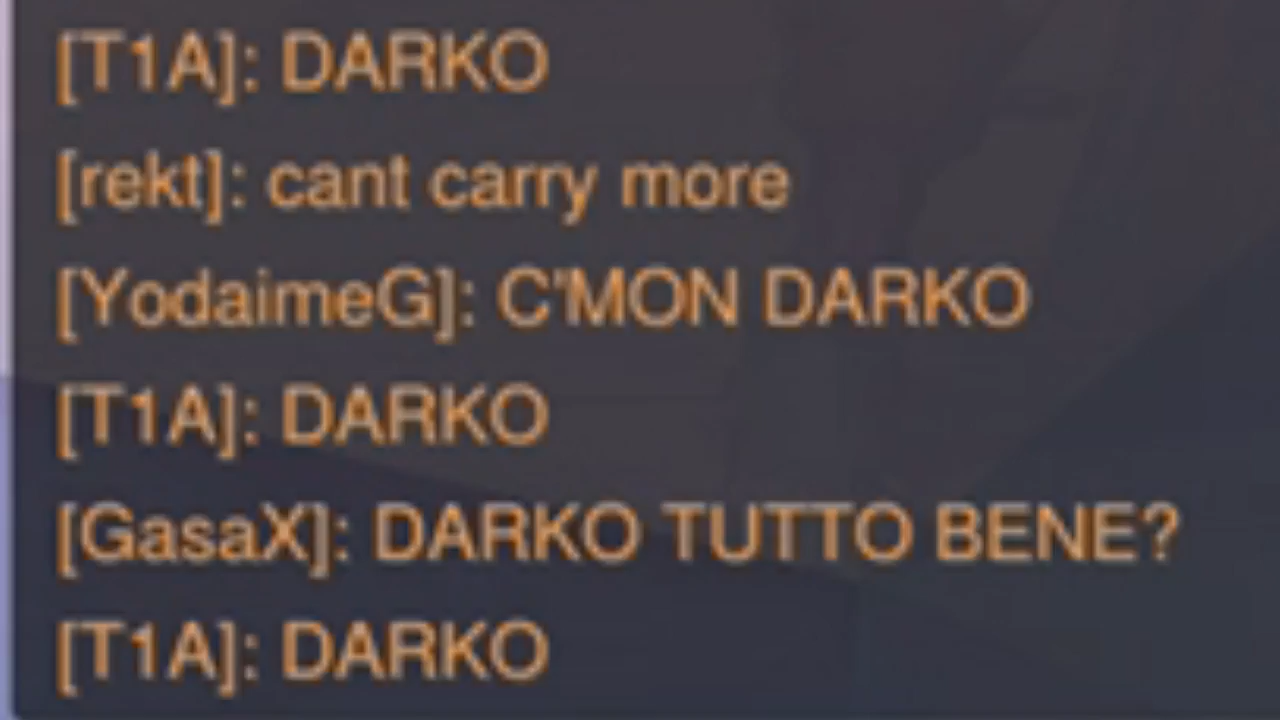 [T1A]: DARKO
[rekt]: cant carry more
[YodaimeG]: C'MON DARKO
[T1A]: DARKO
[GasaX]: DARKO TUTTO BENE?
[T1A]: DARKO